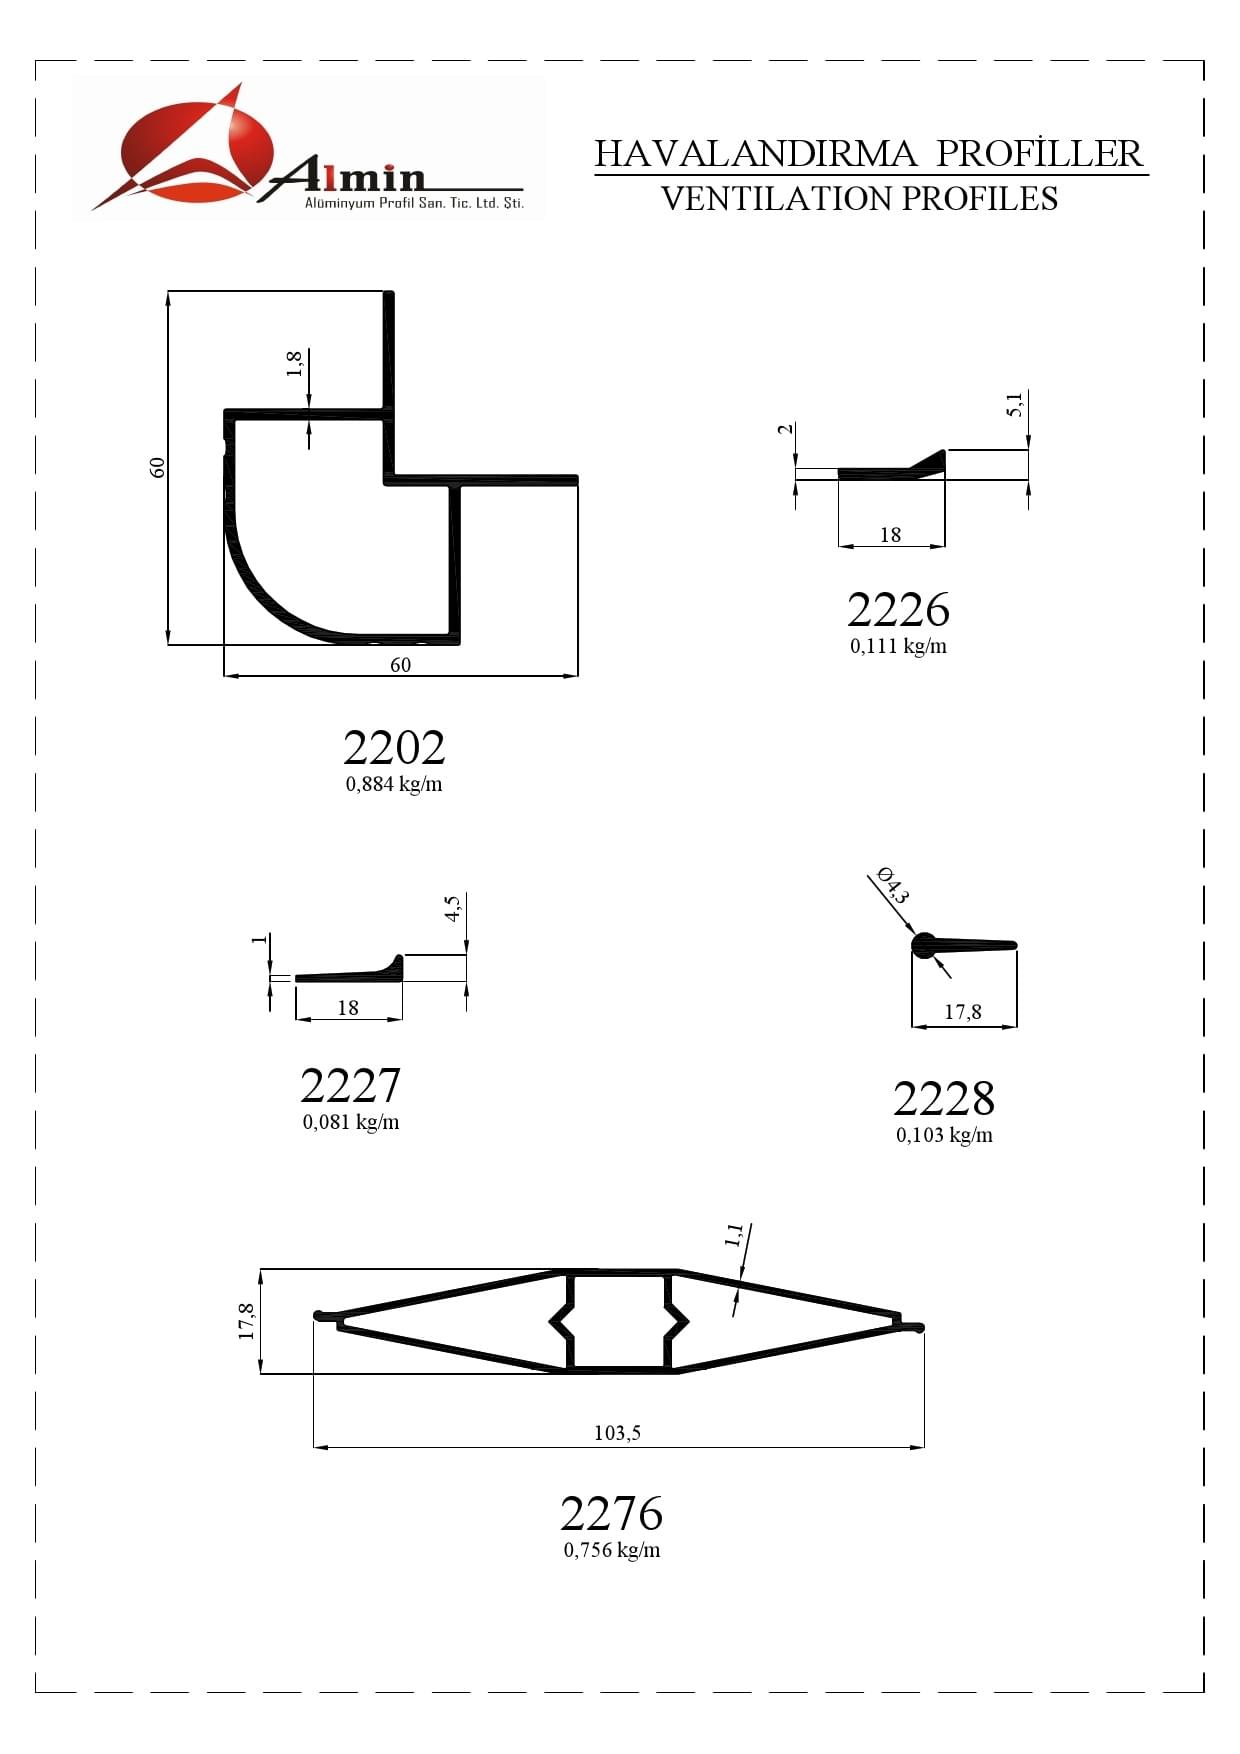 Almin
Alüminyum Profil San. Tic. Ltd. Şti.
HAVALANDIRMA PROFİLLER
VENTILATION PROFILES
1,8
60
60
2202
0,884 kg/m
2
5,1
18
2226
0,111 kg/m
1
4,5
18
2227
0,081 kg/m
Ø4,3
17,8
2228
0,103 kg/m
1,1
17,8
103,5
2276
0,756 kg/m